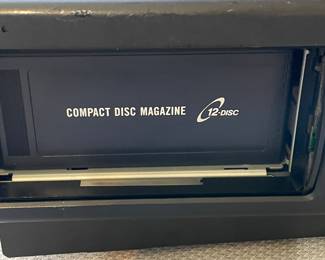 COMPACT DISC MAGAZINE 12-DISC